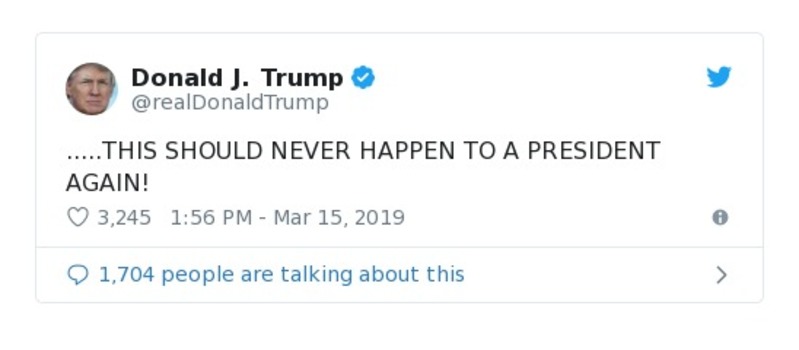 Donald J. Trump
@realDonaldTrump
.....THIS SHOULD NEVER HAPPEN TO A PRESIDENT
AGAIN!
3,245 1:56 PM - Mar 15, 2019
1,704 people are talking about this